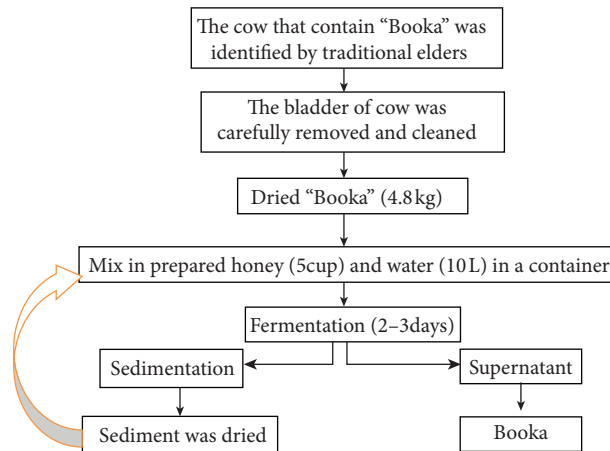 The cow that contain “Booka” was
identified by traditional elders
The bladder of cow was
carefully removed and cleaned
Dried “Booka” (4.8 kg)
Mix in prepared honey (5cup) and water (10 L) in a container
Fermentation (2–3days)
Sedimentation
Supernatant
Sediment was dried
Booka